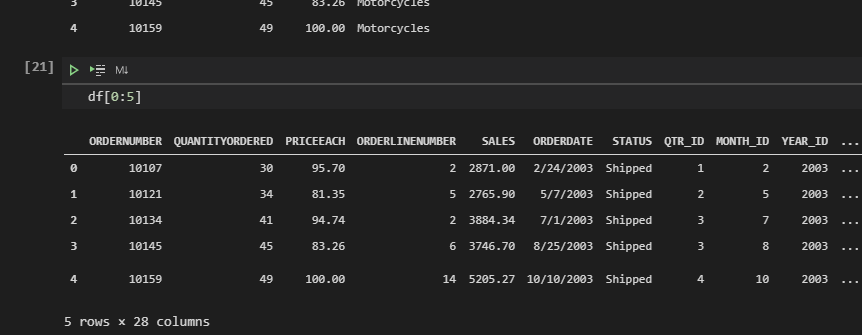 3 10145 45 83.26 Motorcycles
4 10159 49 100.00 Motorcycles
[21] M↓
df[0:5]
ORDERNUMBER QUANTITYORDERED PRICEEACH ORDERLINENUMBER SALES ORDERDATE STATUS QTR_ID MONTH_ID YEAR_ID ...
0 10107 30 95.70 2 2871.00 2/24/2003 Shipped 1 2 2003 ...
1 10121 34 81.35 5 2765.90 5/7/2003 Shipped 2 5 2003 ...
2 10134 41 94.74 2 3884.34 7/1/2003 Shipped 3 7 2003 ...
3 10145 45 83.26 6 3746.70 8/25/2003 Shipped 3 8 2003 ...
4 10159 49 100.00 14 5205.27 10/10/2003 Shipped 4 10 2003 ...
5 rows × 28 columns